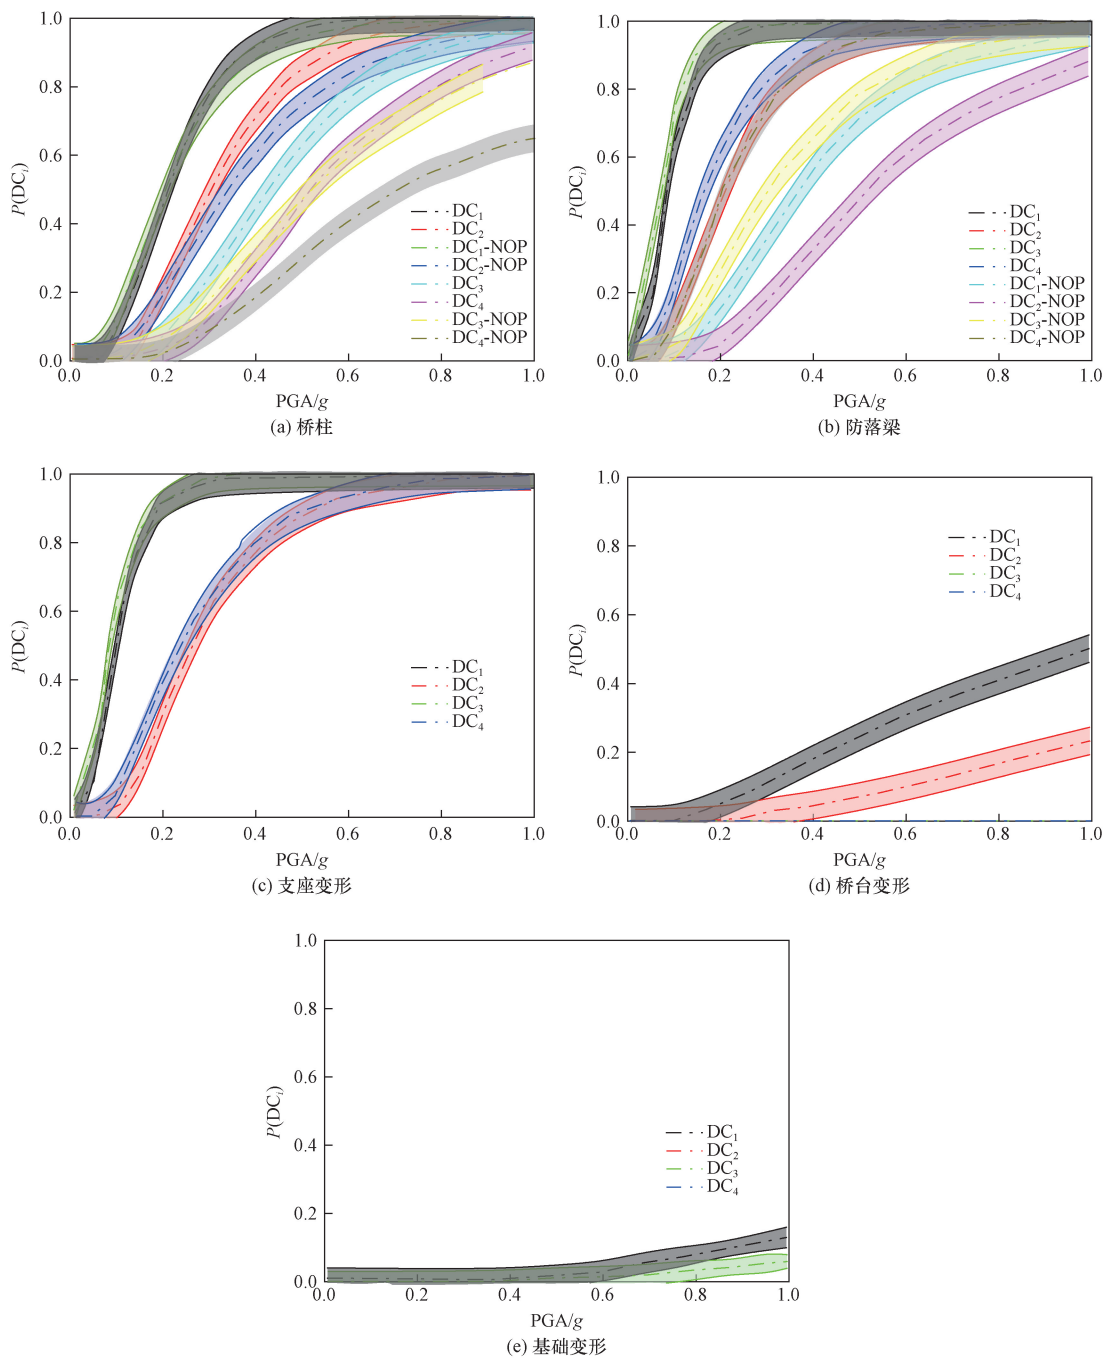 1.0
0.8
0.6
0.4
0.2
0.0
P(DCi)
DC1
DC2
DC1-NOP
DC2-NOP
DC3
DC4
DC3-NOP
DC4-NOP
0.0 0.2 0.4 0.6 0.8 1.0
PGA/g
(a) 桥柱
1.0
0.8
0.6
0.4
0.2
0.0
P(DCi)
DC1
DC2
DC3
DC4
DC1-NOP
DC2-NOP
DC3-NOP
DC4-NOP
0.0 0.2 0.4 0.6 0.8 1.0
PGA/g
(b) 防落梁
1.0
0.8
0.6
0.4
0.2
0.0
P(DCi)
DC1
DC2
DC3
DC4
0.0 0.2 0.4 0.6 0.8 1.0
PGA/g
(c) 支座变形
1.0
0.8
0.6
0.4
0.2
0.0
P(DCi)
DC1
DC2
DC3
DC4
0.0 0.2 0.4 0.6 0.8 1.0
PGA/g
(d) 桥台变形
1.0
0.8
0.6
0.4
0.2
0.0
P(DCi)
DC1
DC2
DC3
DC4
0.0 0.2 0.4 0.6 0.8 1.0
PGA/g
(e) 基础变形